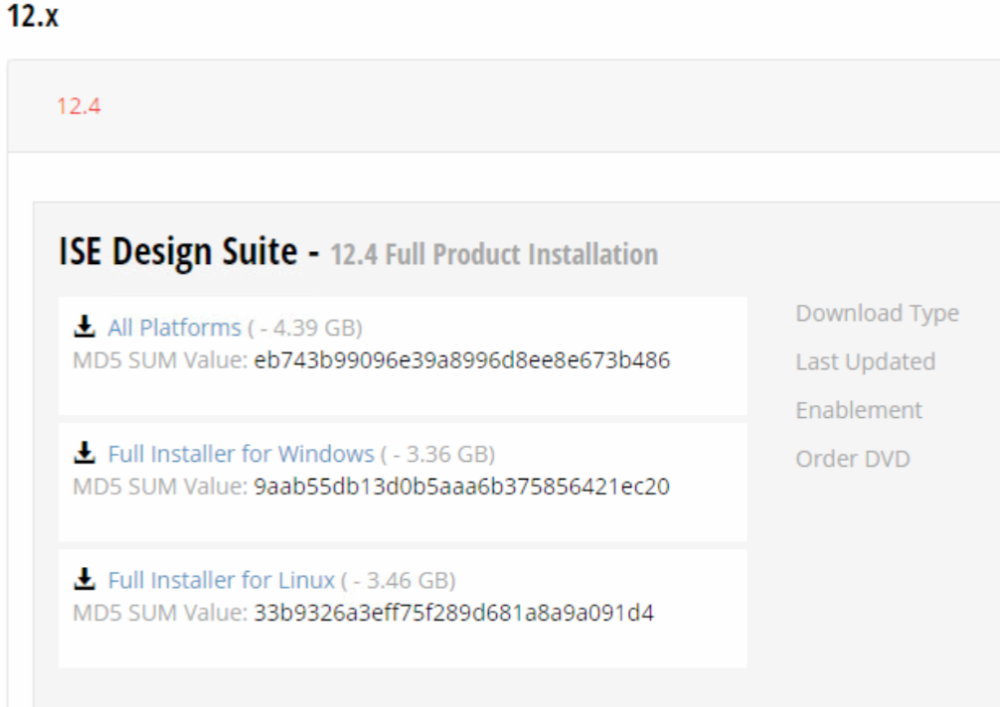 12.x
12.4
ISE Design Suite - 12.4 Full Product Installation
All Platforms ( - 4.39 GB)
MD5 SUM Value: eb743b99096e39a8996d8ee8e673b486
Full Installer for Windows ( - 3.36 GB)
MD5 SUM Value: 9aab55db13d0b5aaa6b375856421ec20
Full Installer for Linux ( - 3.46 GB)
MD5 SUM Value: 33b9326a3eff75f289d681a8a9a091d4
Download Type
Last Updated
Enablement
Order DVD